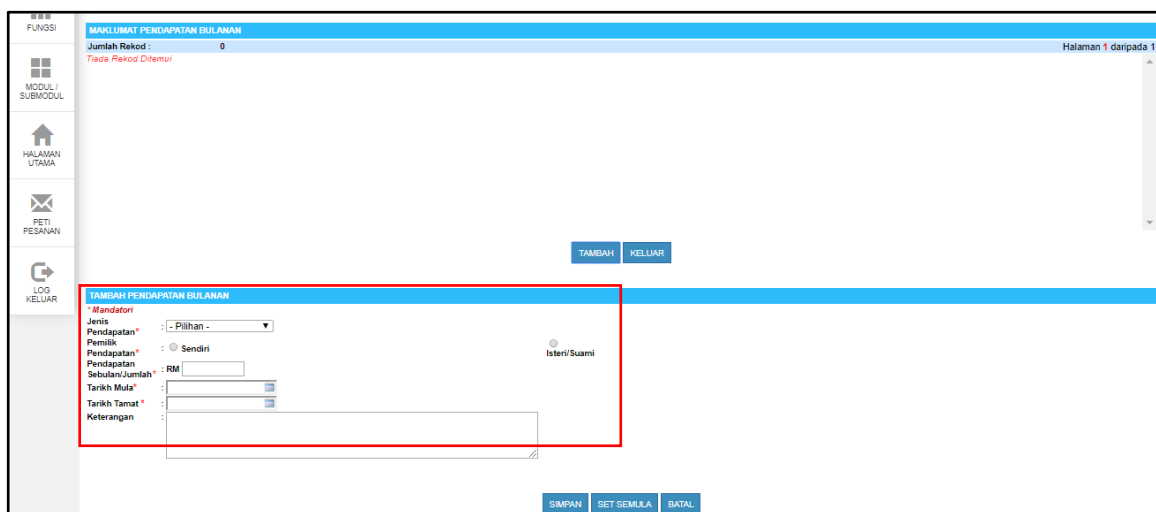 FUNGSI
MODUL /
SUBMODUL
HALAMAN
UTAMA
PETI
PESANAN
LOG
KELUAR
MAKLUMAT PENDAPATAN BULANAN
Jumlah Rekod : 0 Halaman 1 daripada 1
Tiada Rekod Ditemui
TAMBAH KELUAR
TAMBAH PENDAPATAN BULANAN
*Mandatori
Jenis
Pendapatan* : - Pilihan -
Pemilik
Pendapatan* : Sendiri Isteri/Suami
Pendapatan
Sebulan/Jumlah* : RM
Tarikh Mula* :
Tarikh Tamat * :
Keterangan :
SIMPAN SET SEMULA BATAL